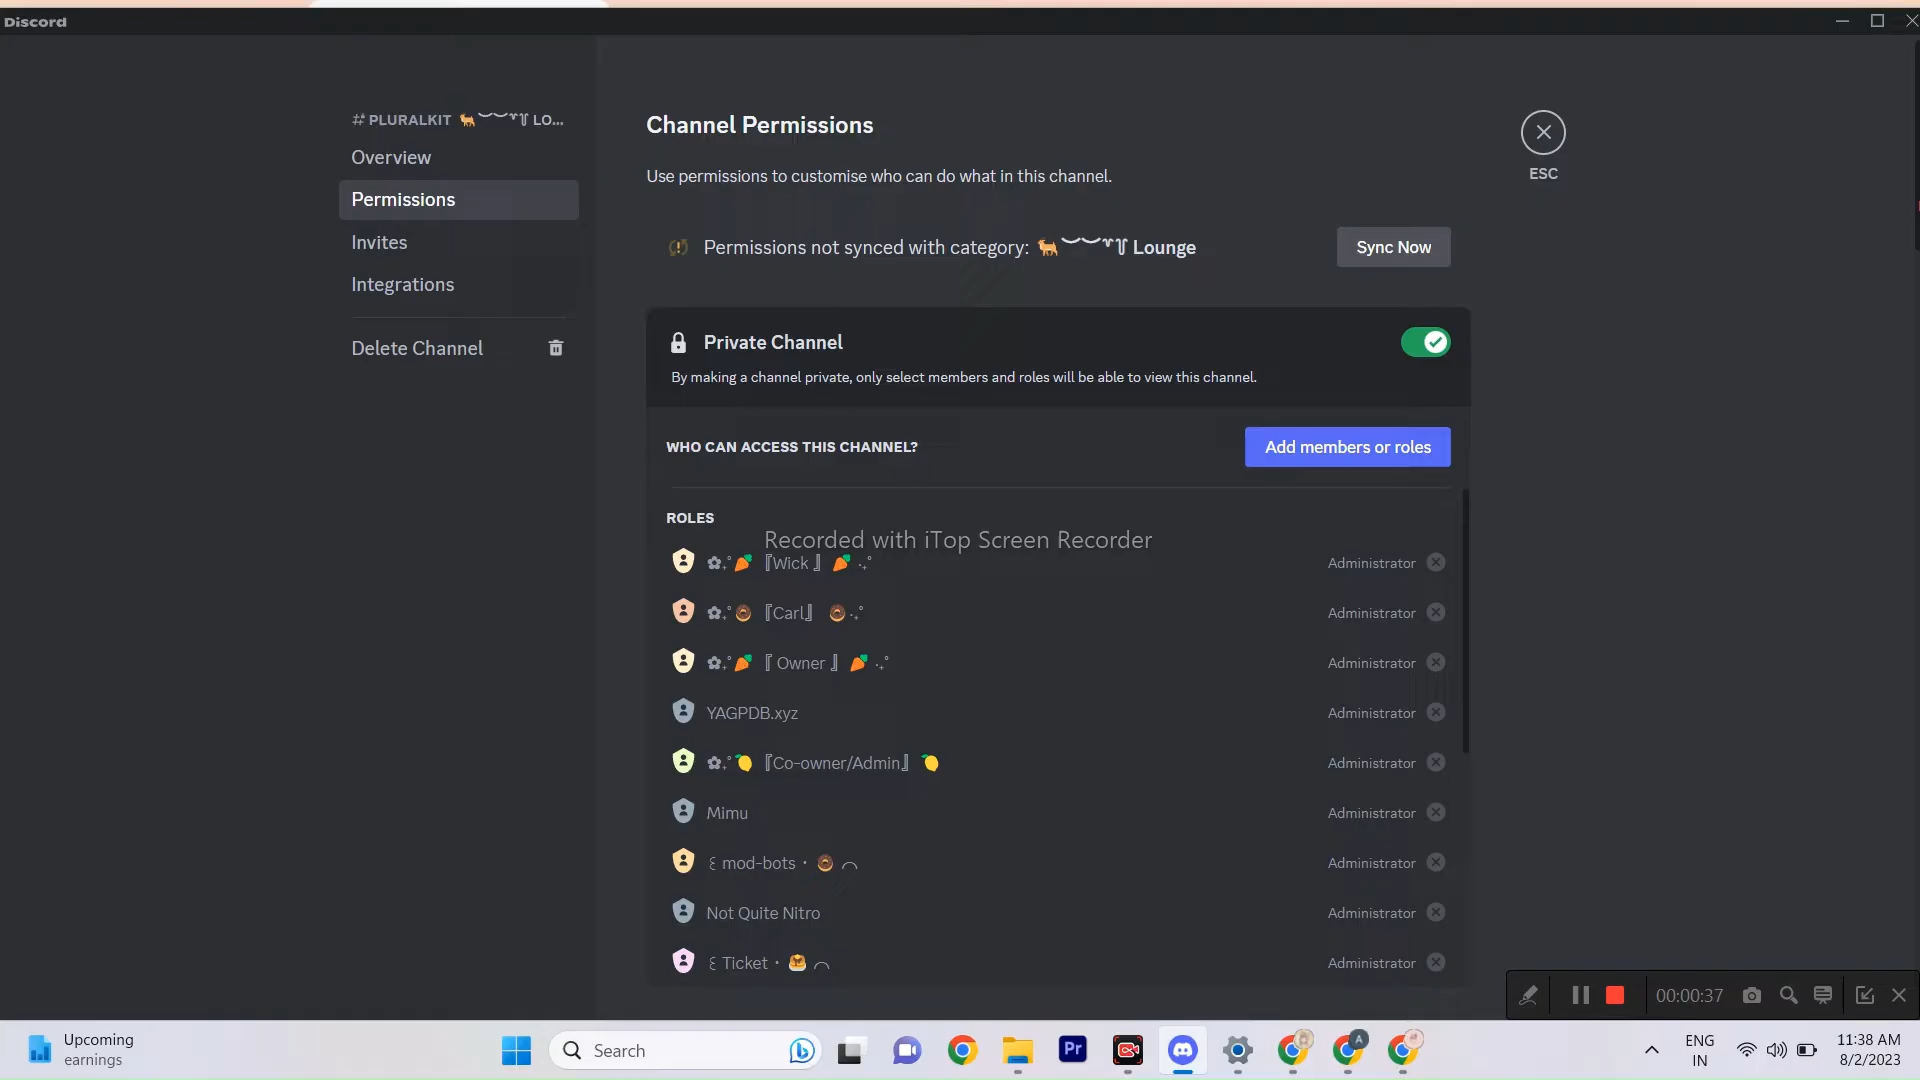 Discord
# PLURALKIT 🐂︶︶꒷꒦ LO...
Overview
Permissions
Invites
Integrations
Delete Channel
Channel Permissions
Use permissions to customise who can do what in this channel.
ESC
Permissions not synced with category: 🐂︶︶꒷꒦ Lounge
Sync Now
Private Channel
By making a channel private, only select members and roles will be able to view this channel.
WHO CAN ACCESS THIS CHANNEL?
Add members or roles
ROLES
Recorded with iTop Screen Recorder
✿˖°🥕 『Wick 』 🥕 ‧˖° Administrator
✿˖°🍩 『Carl』 🍩‧˖° Administrator
✿˖°🥕 『 Owner 』 🥕 ‧˖° Administrator
YAGPDB.xyz Administrator
✿˖°🍋 『Co-owner/Admin』 🍋 Administrator
Mimu Administrator
꒰ mod-bots・ 🍩 ︵ Administrator
Not Quite Nitro Administrator
꒰ Ticket・ 🥞 ︵ Administrator
00:00:37
Upcoming
earnings
Search
Pr
A
ENG
IN
11:38 AM
8/2/2023